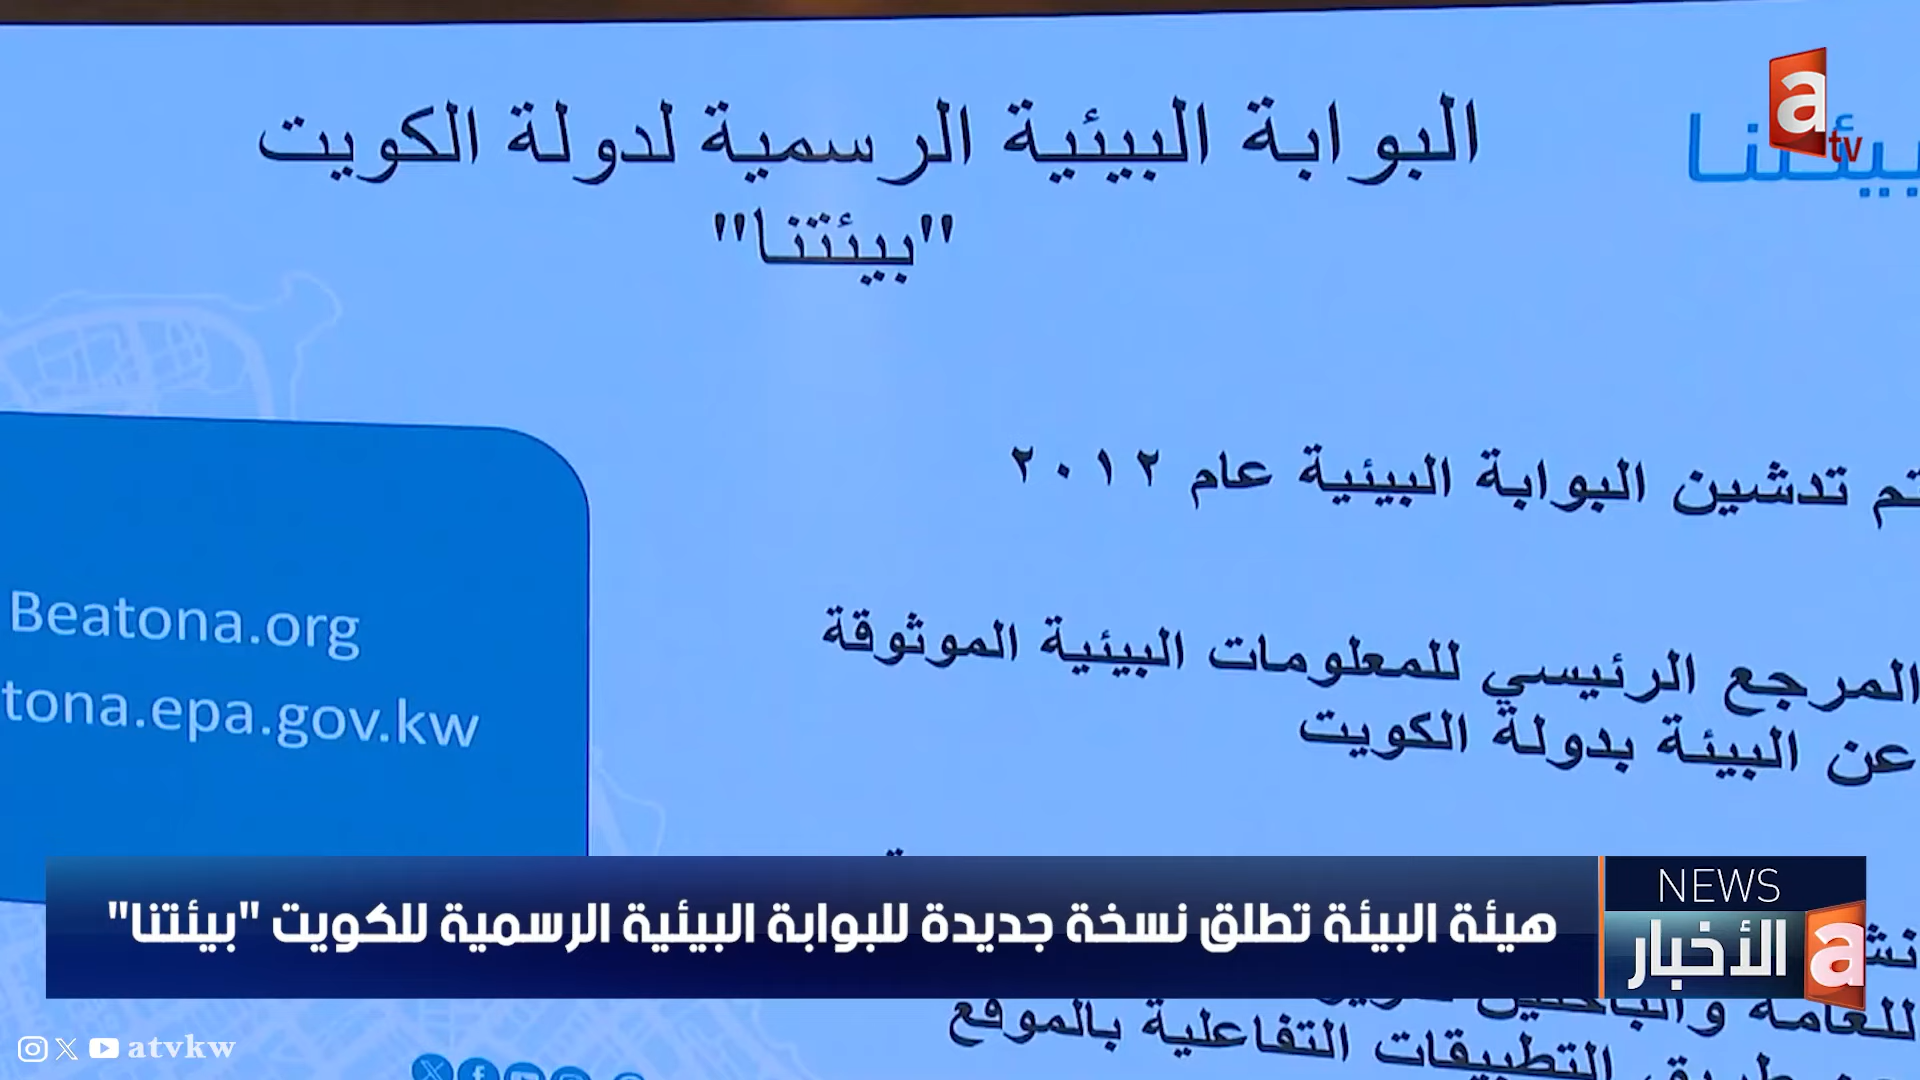 البوابة البيئية الرسمية لدولة الكويت
"بيئتنا"
بيئتنا
a tv
تم تدشين البوابة البيئية عام ٢٠١٢
المرجع الرئيسي للمعلومات البيئية الموثوقة
عن البيئة بدولة الكويت
Beatona.org
tona.epa.gov.kw
هيئة البيئة تطلق نسخة جديدة للبوابة البيئية الرسمية للكويت "بيئتنا"
NEWS
الأخبار
a
للعامة والباحثين
التطبيقات التفاعلية بالموقع
atvkw